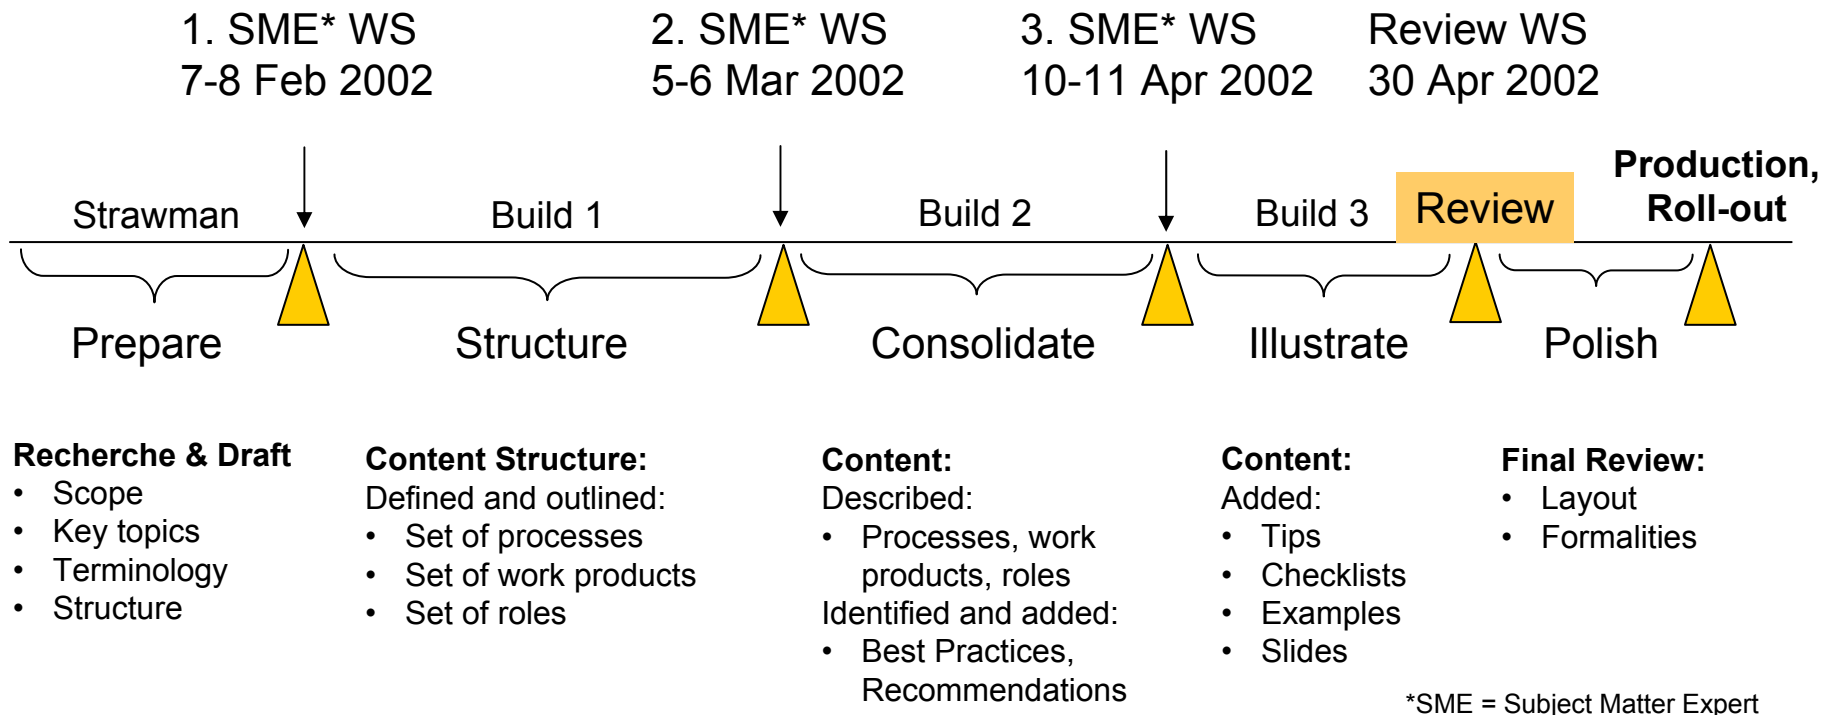 1. SME* WS
7-8 Feb 2002
2. SME* WS
5-6 Mar 2002
3. SME* WS
10-11 Apr 2002
Review WS
30 Apr 2002
Strawman
Build 1
Build 2
Build 3
Review
Production,
Roll-out
Prepare
Structure
Consolidate
Illustrate
Polish
Recherche & Draft
• Scope
• Key topics
• Terminology
• Structure
Content Structure:
Defined and outlined:
• Set of processes
• Set of work products
• Set of roles
Content:
Described:
• Processes, work
products, roles
Identified and added:
• Best Practices,
Recommendations
Content:
Added:
• Tips
• Checklists
• Examples
• Slides
Final Review:
• Layout
• Formalities
*SME = Subject Matter Expert